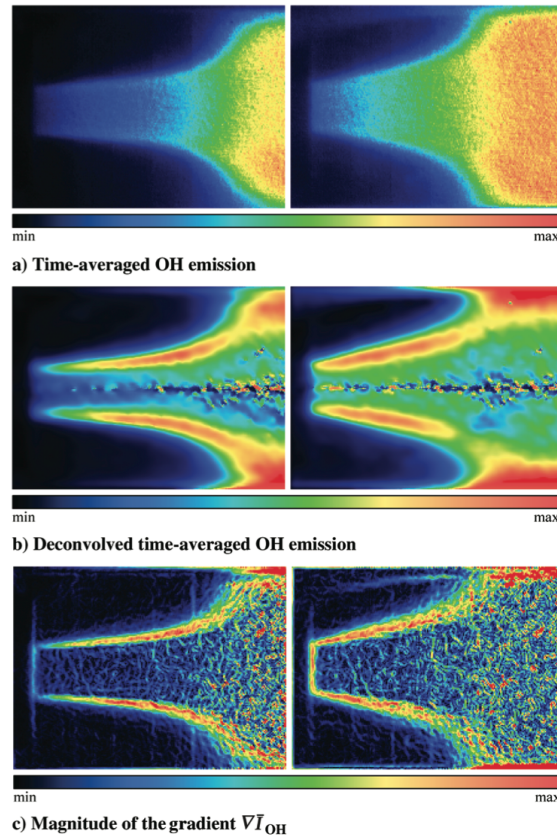 min max
a) Time-averaged OH emission
min max
b) Deconvolved time-averaged OH emission
min max
c) Magnitude of the gradient ∇Ī_OH